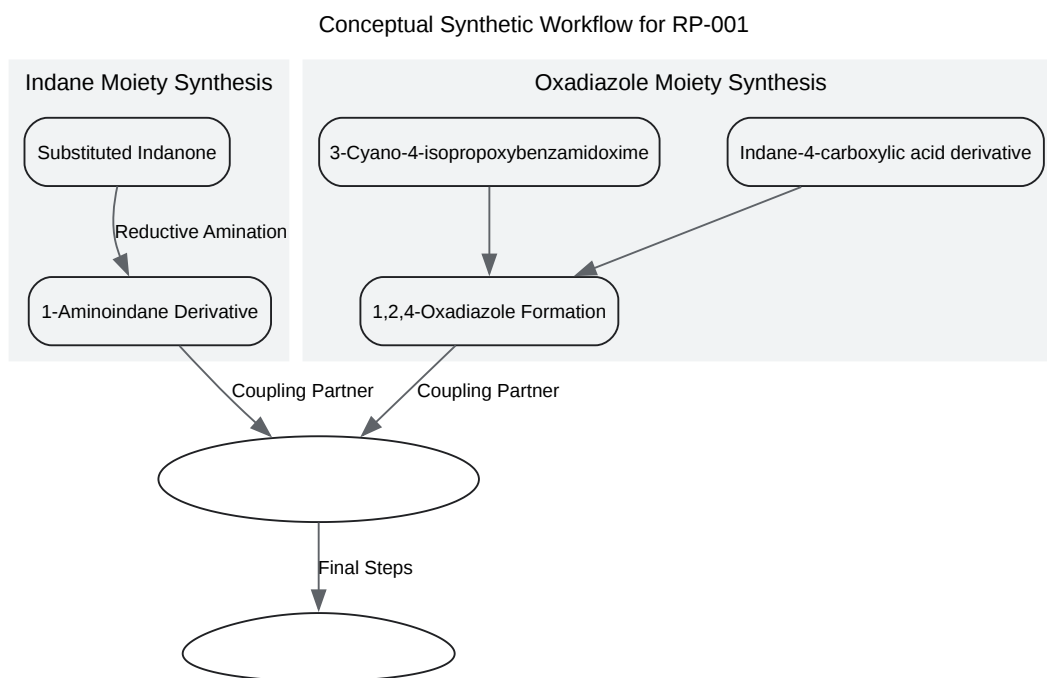 Conceptual Synthetic Workflow for RP-001
Indane Moiety Synthesis
Oxadiazole Moiety Synthesis
Substituted Indanone
3-Cyano-4-isopropoxybenzamidoxime
Indane-4-carboxylic acid derivative
Reductive Amination
1-Aminoindane Derivative
1,2,4-Oxadiazole Formation
Coupling Partner
Coupling Partner
Final Steps